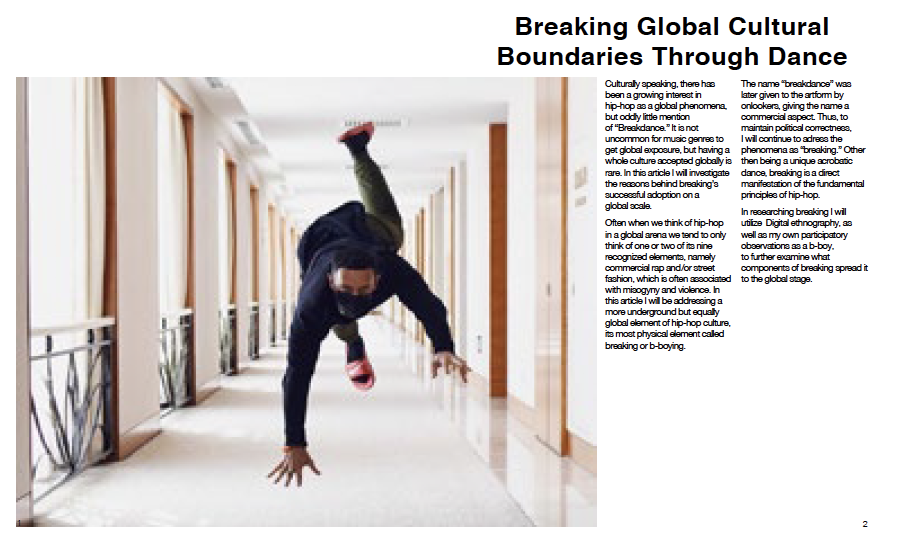 Breaking Global Cultural
Boundaries Through Dance
Culturally speaking, there has
been a growing interest in
hip-hop as a global phenomena,
but oddly little mention
of “Breakdance.” It is not
uncommon for music genres to
get global exposure, but having a
whole culture accepted globally is
rare. In this article I will investigate
the reasons behind breaking's
successful adoption on a
global scale.
Often when we think of hip-hop
in a global arena we tend to only
think of one or two of its nine
recognized elements, namely
commercial rap and/or street
fashion, which is often associated
with misogyny and violence. In
this article I will be addressing a
more underground but equally
global element of hip-hop culture,
its most physical element called
breaking or b-boying.
The name “breakdance” was
later given to the artform by
onlookers, giving the name a
commercial aspect. Thus, to
maintain political correctness,
I will continue to adress the
phenomena as “breaking.” Other
then being a unique acrobatic
dance, breaking is a direct
manifestation of the fundamental
principles of hip-hop.
In researching breaking I will
utilize Digital ethnography, as
well as my own participatory
observations as a b-boy,
to further examine what
components of breaking spread it
to the global stage.
1
2